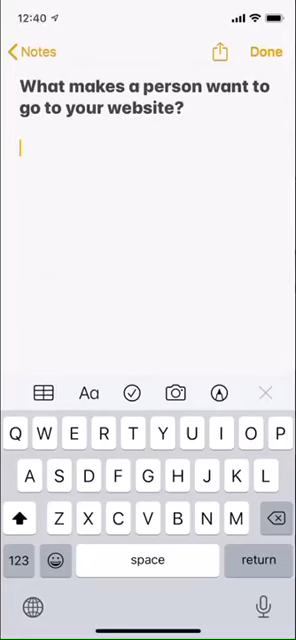 12:40
Notes
Done
What makes a person want to
go to your website?
Aa
Q W E R T Y U I O P
A S D F G H J K L
Z X C V B N M
123 space return